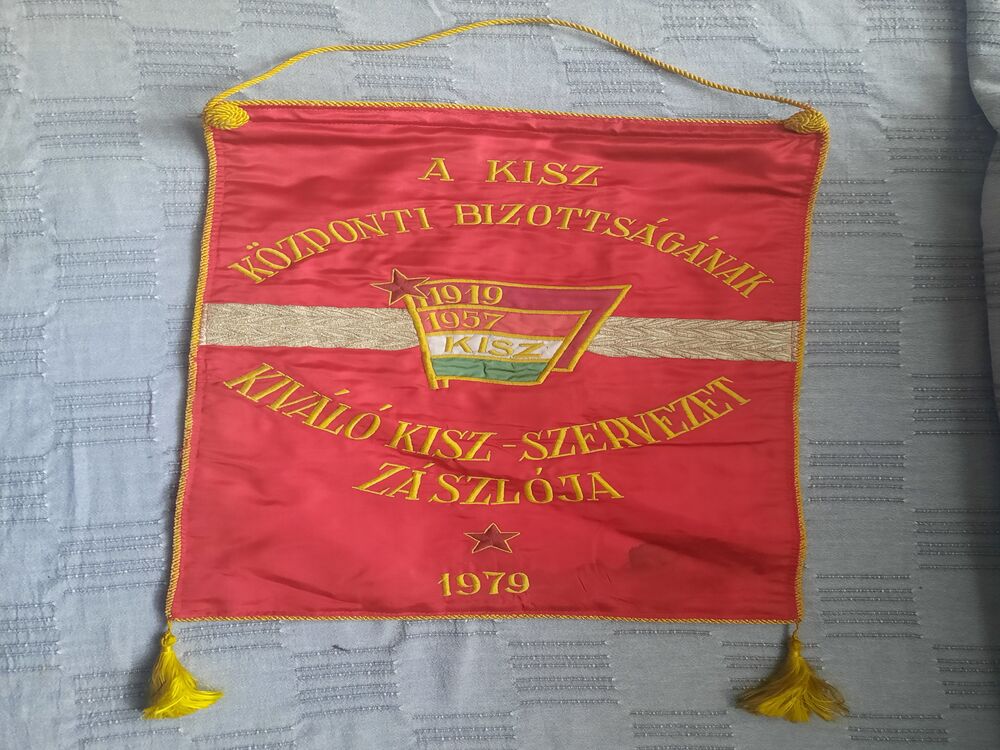 A KISZ
KÖZPONTI BIZOTTSÁGÁNAK
1919
1957
KISZ
KIVÁLÓ KISZ-SZERVEZET
ZÁSZLÓJA
1979